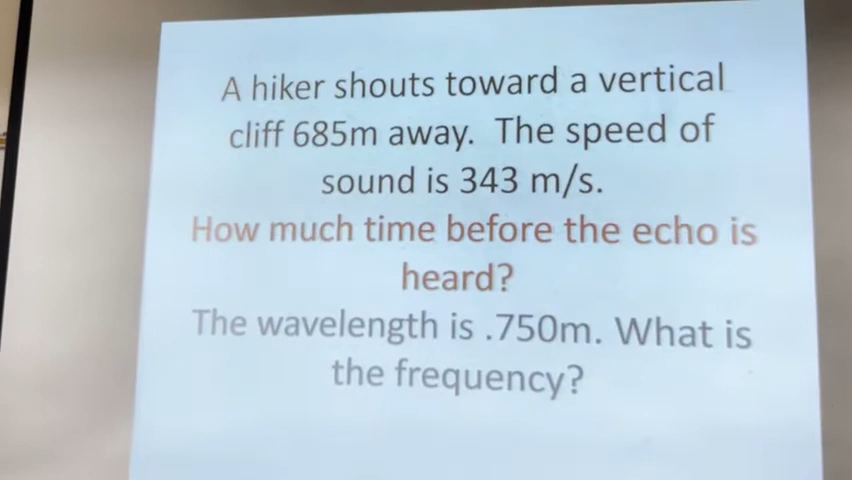 A hiker shouts toward a vertical
cliff 685m away. The speed of
sound is 343 m/s.
How much time before the echo is
heard?
The wavelength is .750m. What is
the frequency?